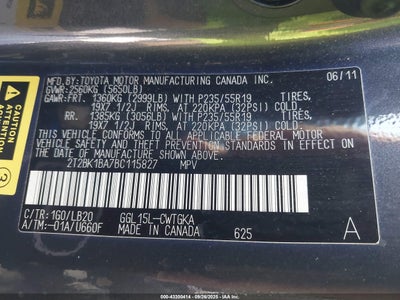 MFD.BY:TOYOTA MOTOR MANUFACTURING CANADA INC. 06/11
GVWR:2560KG (5650LB)
GAWR:FRT. 1360KG (2999LB) WITH P235/55R19 TIRES,
19X7 1/2J RIMS, AT 220KPA (32PSI) COLD.
RR. 1385KG (3056LB) WITH P235/55R19 TIRES,
19X7 1/2J RIMS, AT 220KPA (32PSI) COLD.
THIS VEHICLE CONFORMS TO ALL APPLICABLE FEDERAL MOTOR
VEHICLE SAFETY AND THEFT PREVENTION STANDARDS IN EFFECT
ON THE DATE OF MANUFACTURE SHOWN ABOVE.
2T2BK1BA7BC115827 MPV
C/TR:1G0/LB20 GGL15L-CWTGKA A
A/TM:-01A/U660F MADE IN CANADA 625
T
ATTENTION
000-43300414 - 09/26/2025 - IAAI